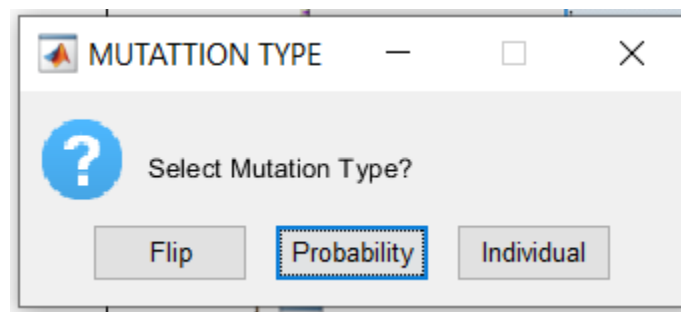 MUTATTION TYPE
Select Mutation Type?
Flip Probability Individual